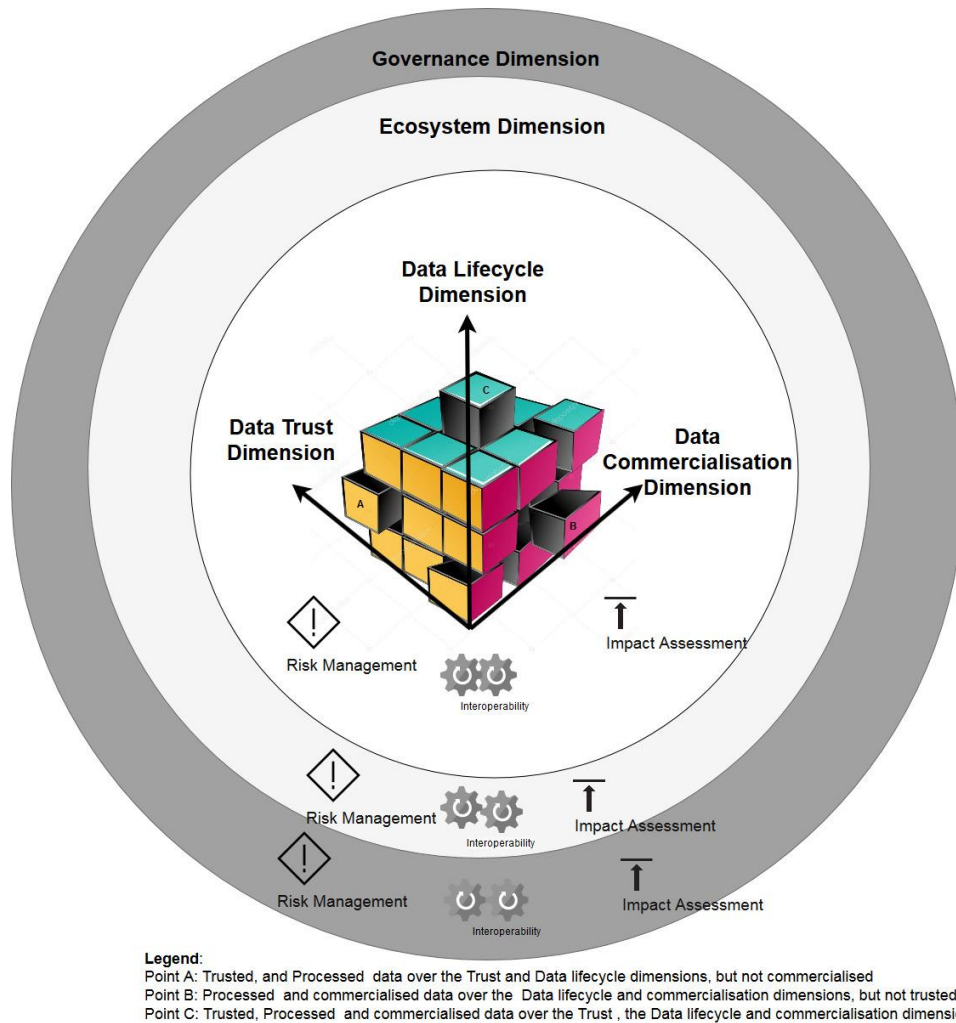 Governance Dimension
Ecosystem Dimension
Data Lifecycle
Dimension
C
Data Trust
Dimension
Data
Commercialisation
Dimension
A
B
Risk Management
Impact Assessment
Interoperability
Risk Management
Impact Assessment
Interoperability
Risk Management
Impact Assessment
Interoperability
Legend:
Point A: Trusted, and Processed data over the Trust and Data lifecycle dimensions, but not commercialised
Point B: Processed and commercialised data over the Data lifecycle and commercialisation dimensions, but not trusted
Point C: Trusted, Processed and commercialised data over the Trust , the Data lifecycle and commercialisation dimensi